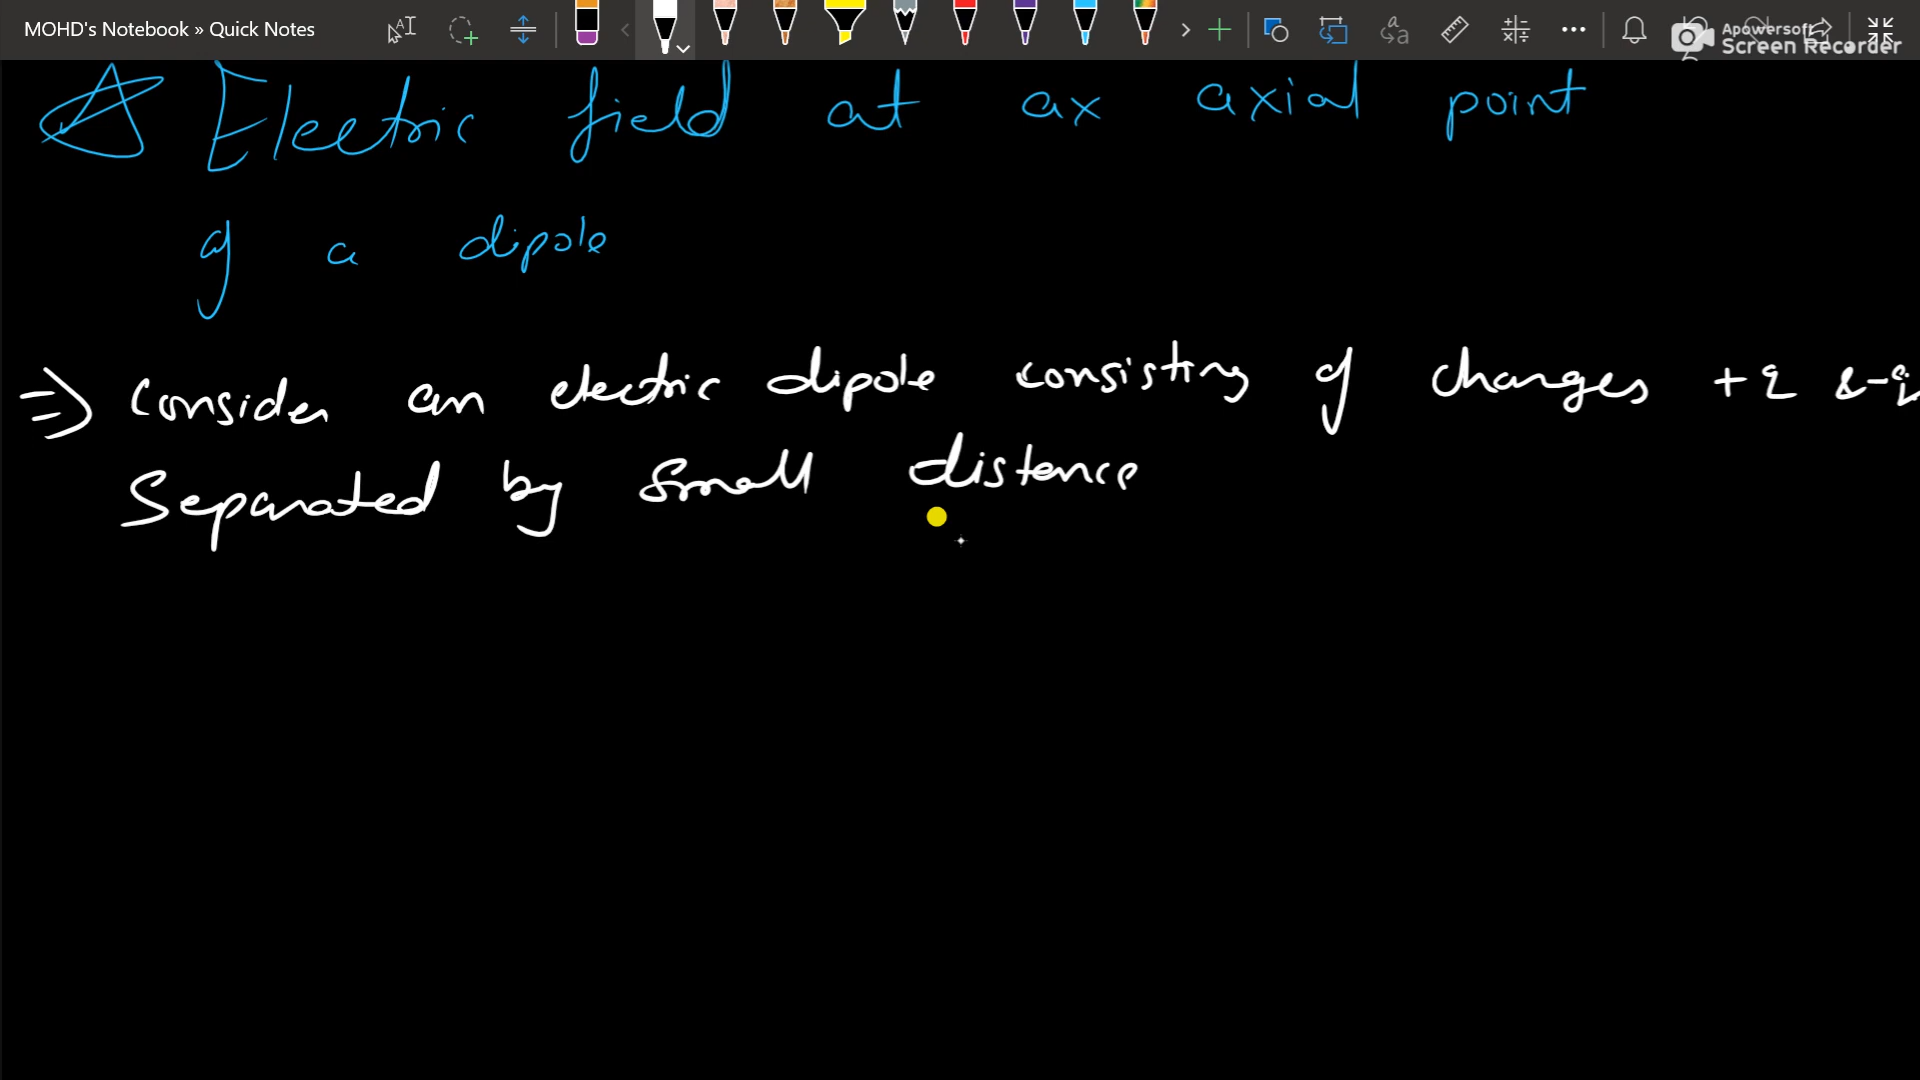 MOHD's Notebook » Quick Notes
Apowersoft
Screen Recorder
Electric field at ax axial point
of a dipole
=> Consider an electric dipole consisting of charges +q & -q
Separated by small distance